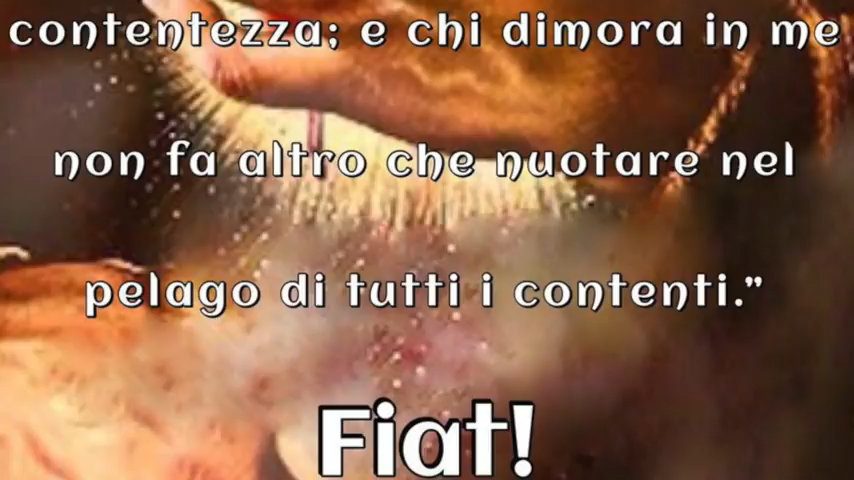 contentezza; e chi dimora in me
non fa altro che nuotare nel
pelago di tutti i contenti.”
Fiat!